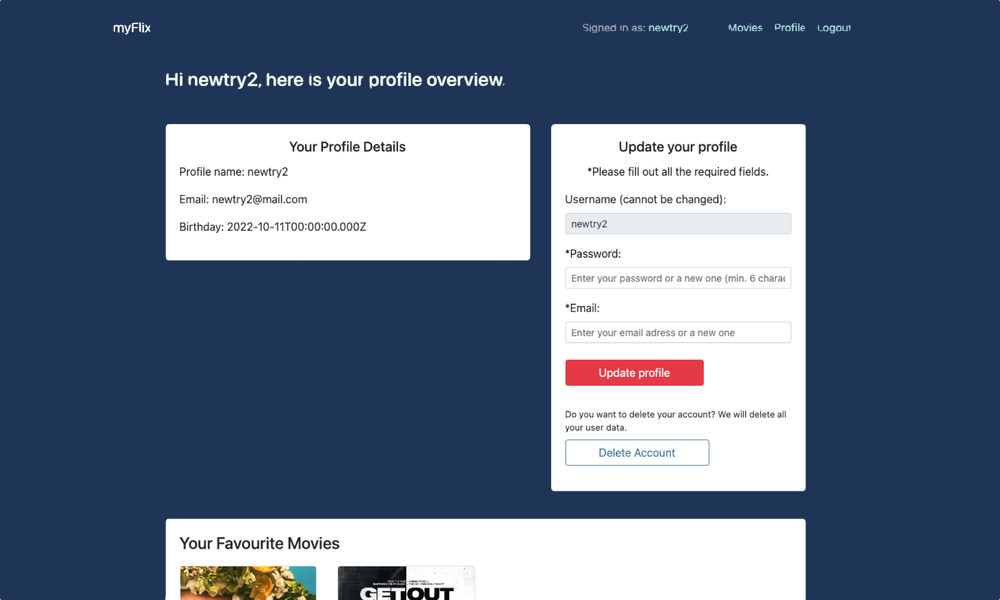 myFlix
Signed in as: newtry2
Movies
Profile
Logout
Hi newtry2, here is your profile overview.
Your Profile Details
Profile name: newtry2
Email: newtry2@mail.com
Birthday: 2022-10-11T00:00:00.000Z
Update your profile
*Please fill out all the required fields.
Username (cannot be changed):
newtry2
*Password:
Enter your password or a new one (min. 6 charac
*Email:
Enter your email adress or a new one
Update profile
Do you want to delete your account? We will delete all
your user data.
Delete Account
Your Favourite Movies
GET OUT